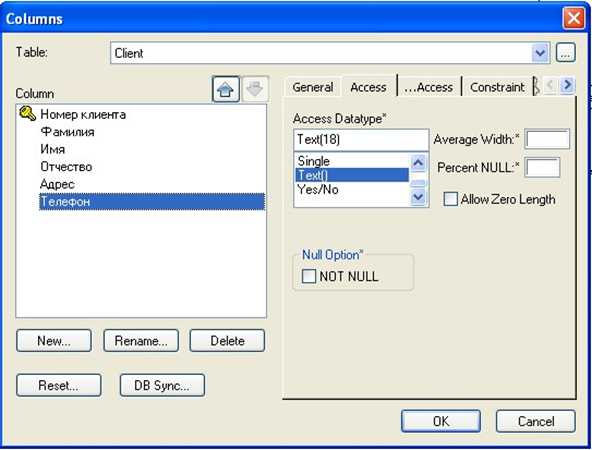 Columns
Table:
Client
...
Column
Номер клиента
Фамилия
Имя
Отчество
Адрес
Телефон
New...
Rename...
Delete
Reset...
DB Sync...
General
Access
...Access
Constraint
Access Datatype*
Text(18)
Single
Text()
Yes/No
Average Width:*
Percent NULL:*
Allow Zero Length
Null Option*
NOT NULL
OK
Cancel